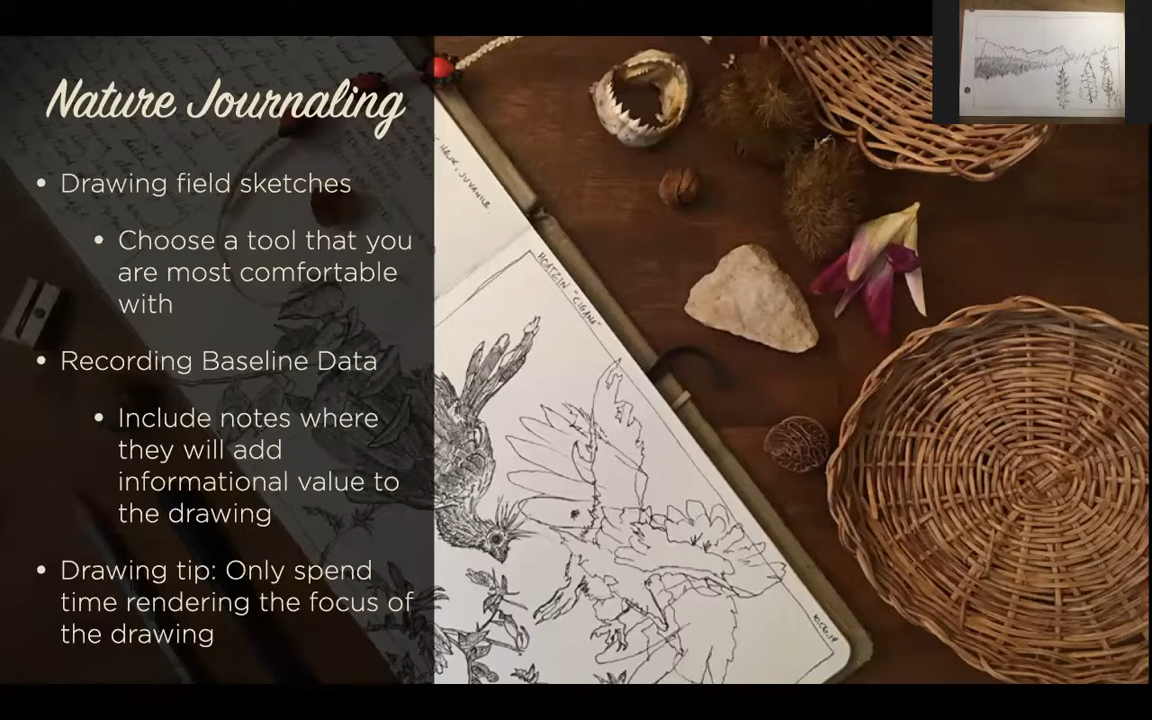 Nature Journaling
• Drawing field sketches
• Choose a tool that you
are most comfortable
with
• Recording Baseline Data
• Include notes where
they will add
informational value to
the drawing
• Drawing tip: Only spend
time rendering the focus of
the drawing
HAWK, JUVANILE.
HOATZIN "CIGANA"